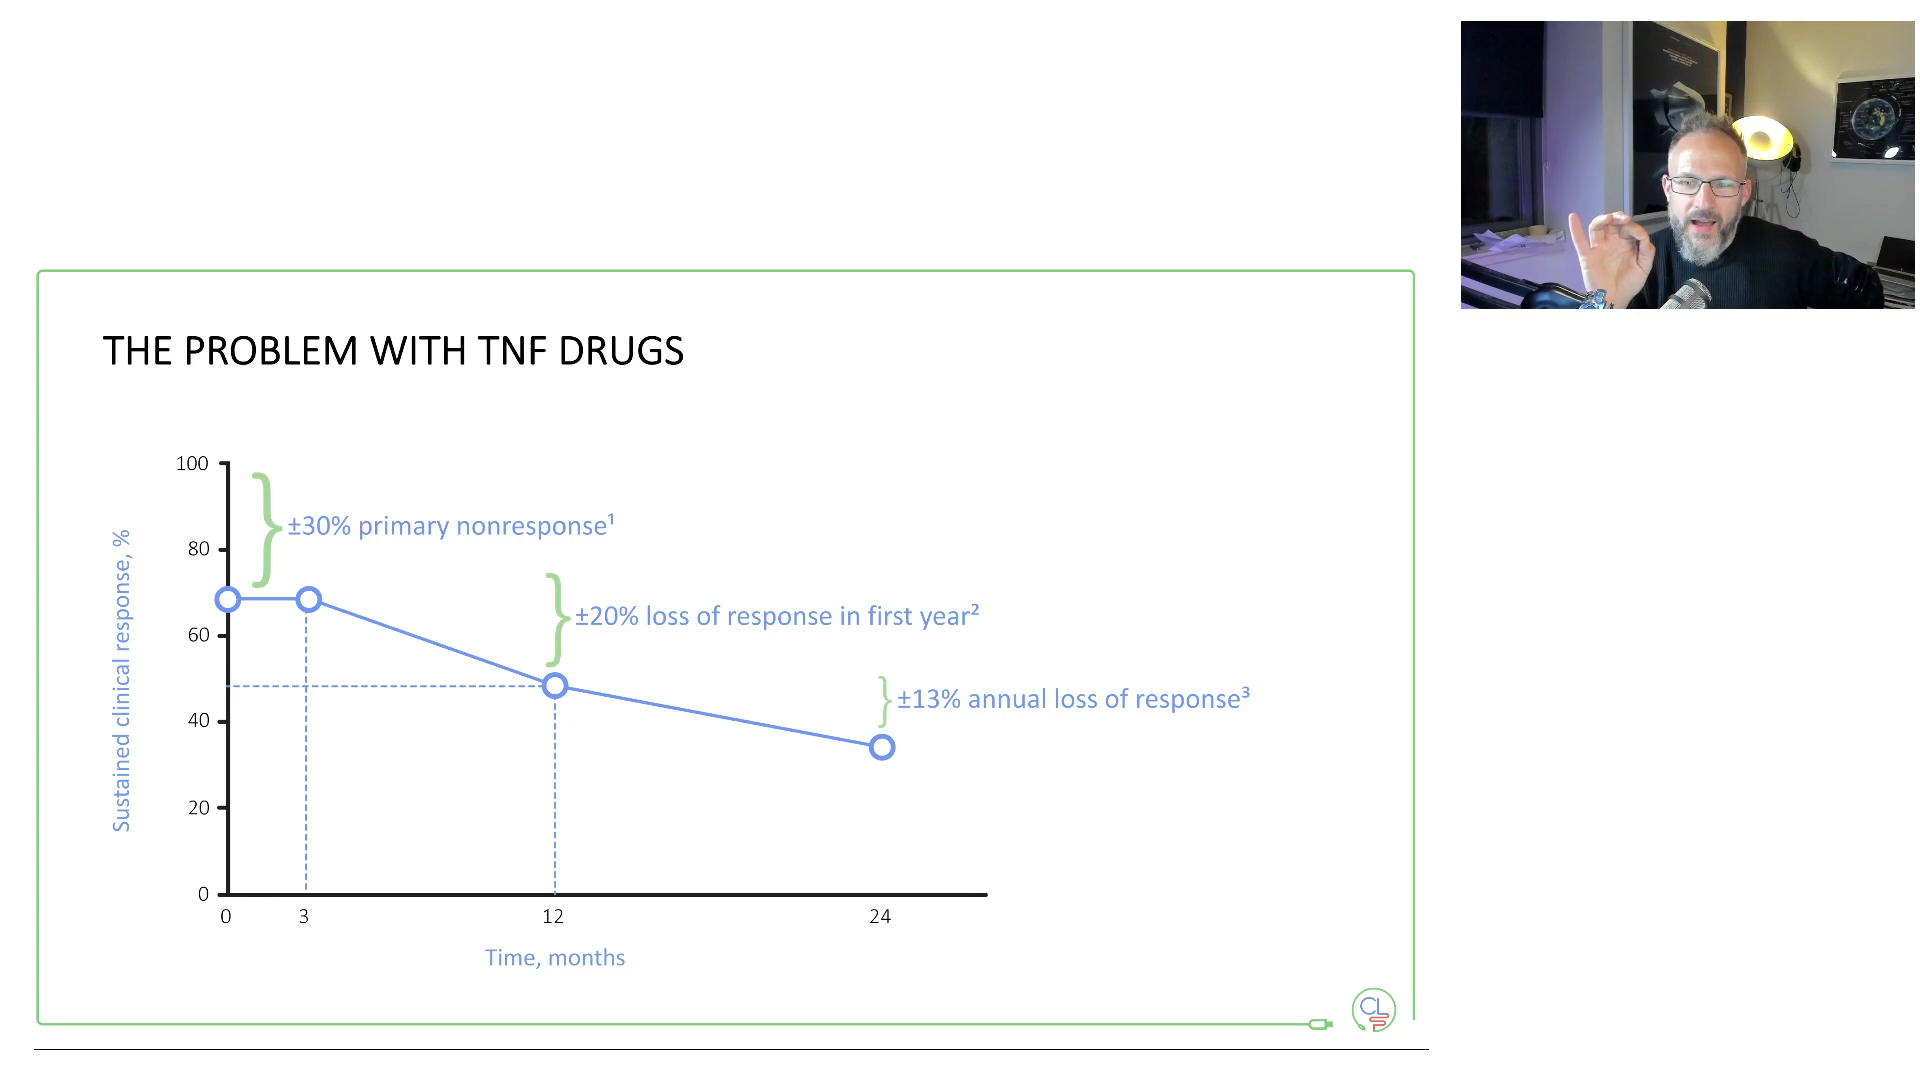 THE PROBLEM WITH TNF DRUGS
100
±30% primary nonresponse¹
80
±20% loss of response in first year²
60
±13% annual loss of response³
40
20
0
Sustained clinical response, %
0 3 12 24
Time, months
CL
P